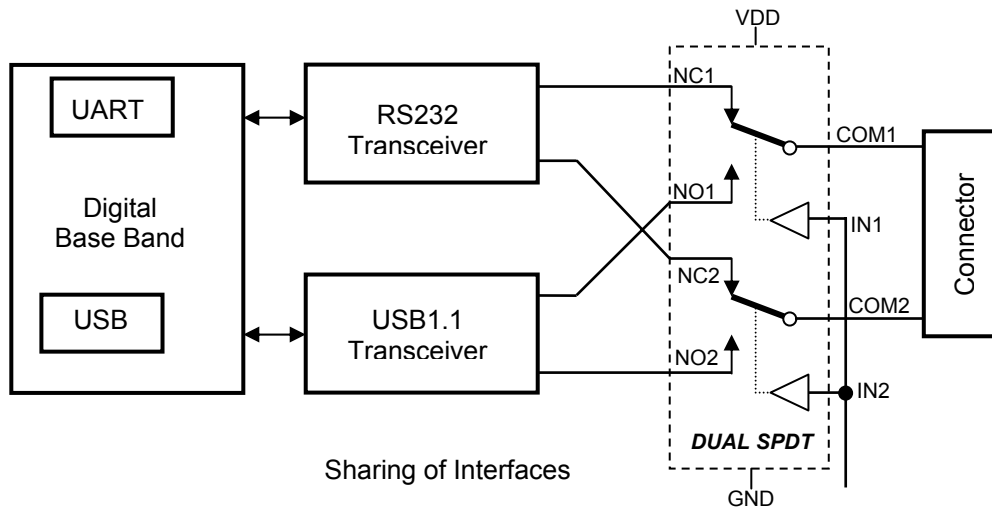 VDD
UART
Digital
Base Band
USB
RS232
Transceiver
USB1.1
Transceiver
NC1
NO1
NC2
NO2
COM1
IN1
COM2
IN2
DUAL SPDT
GND
Connector
Sharing of Interfaces